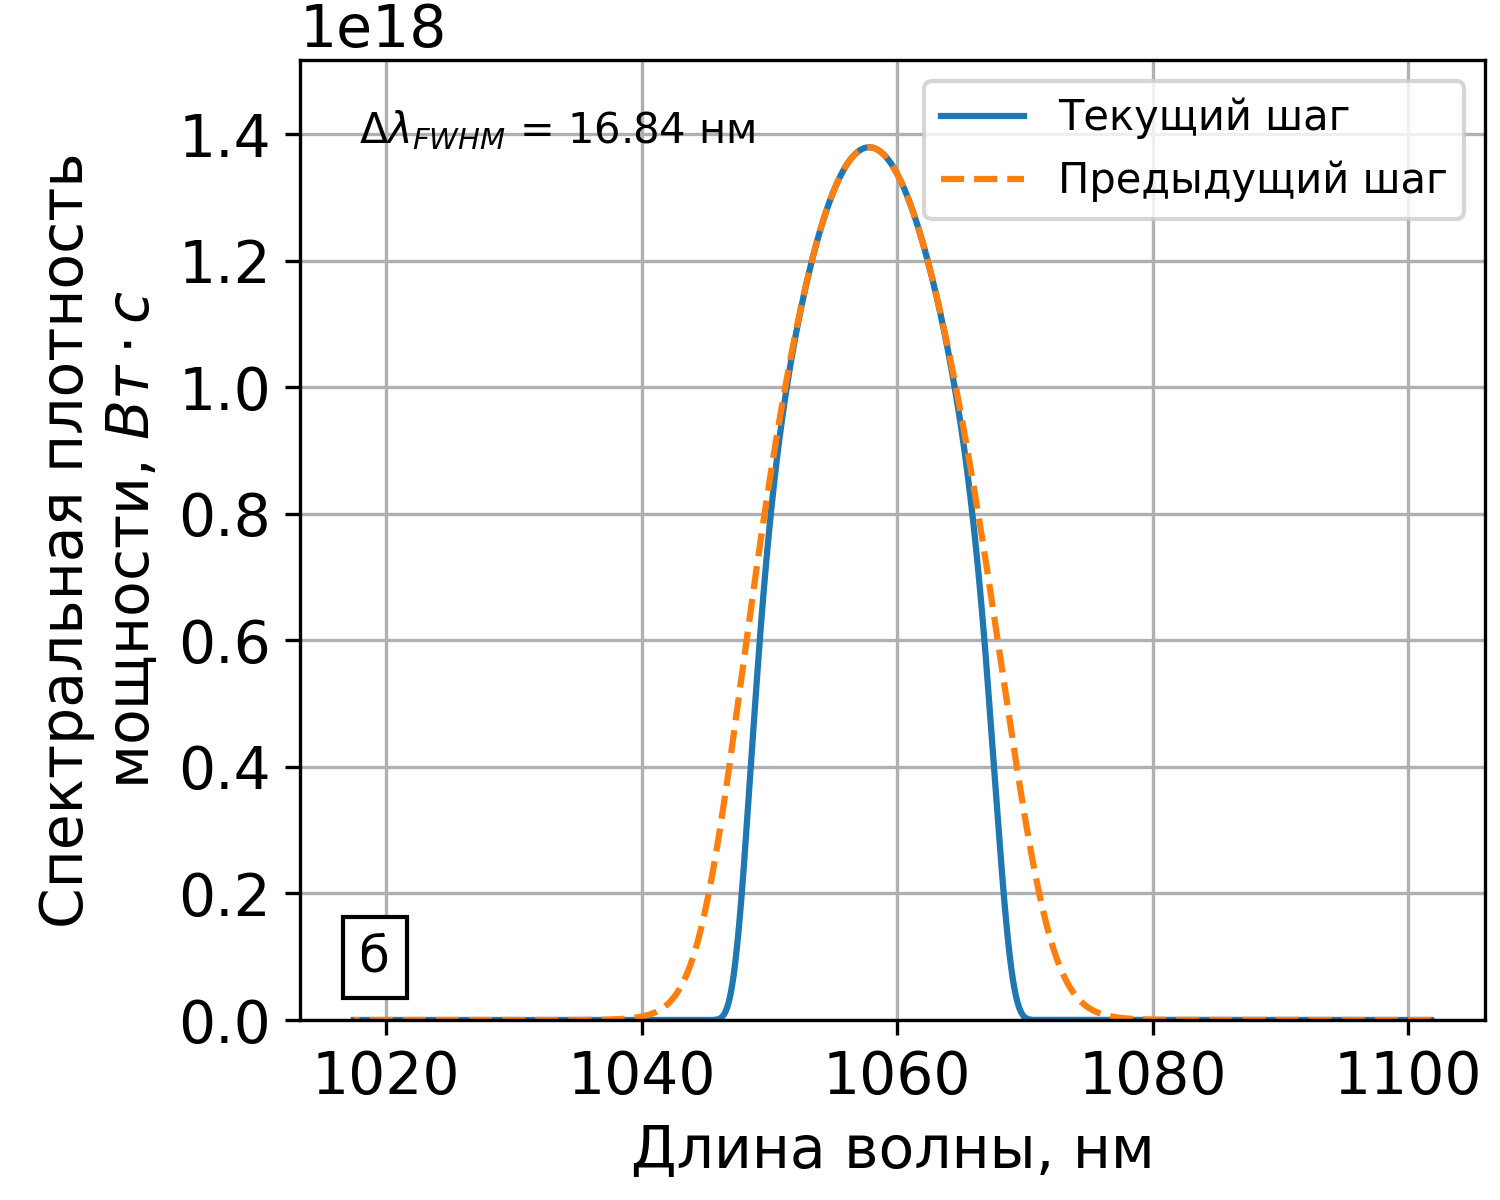 1e18
Δλ_FWHM = 16.84 нм
Текущий шаг
Предыдущий шаг
1.4
1.2
1.0
0.8
0.6
0.4
0.2
0.0
Спектральная плотность
мощности, Вт · с
б
1020 1040 1060 1080 1100
Длина волны, нм